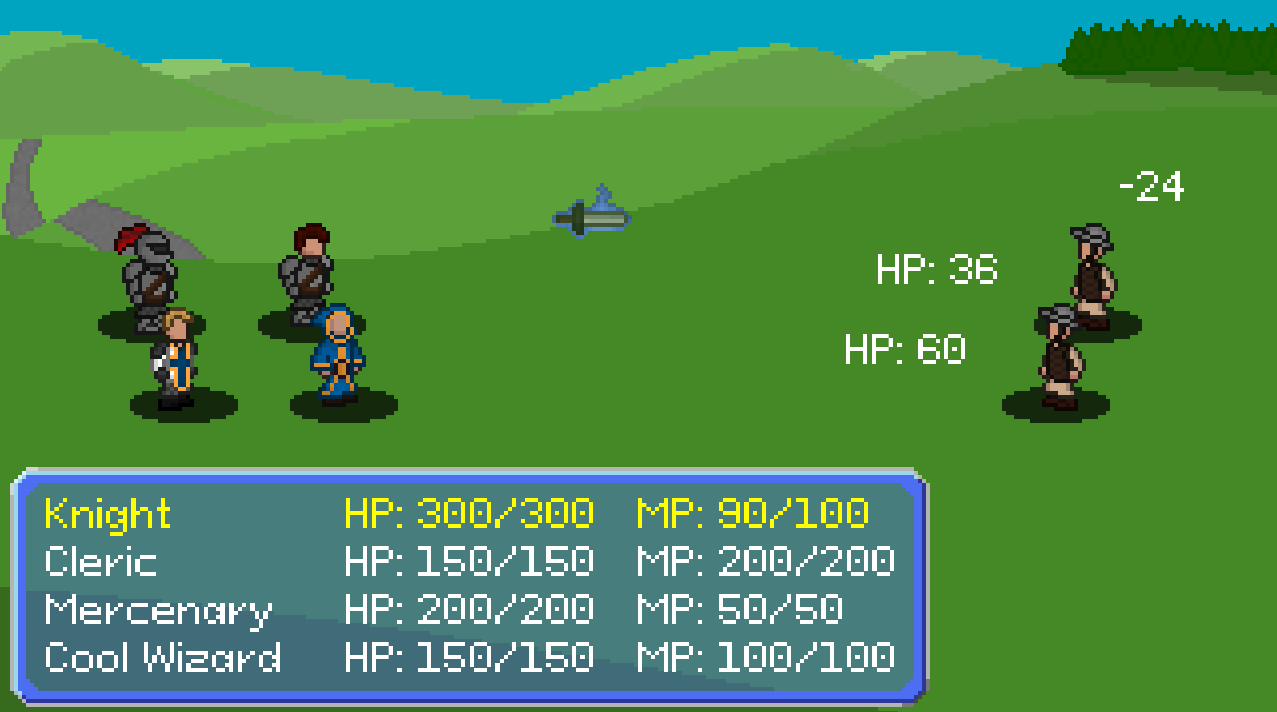 -24
HP: 36
HP: 60
Knight HP: 300/300 MP: 90/100
Cleric HP: 150/150 MP: 200/200
Mercenary HP: 200/200 MP: 50/50
Cool Wizard HP: 150/150 MP: 100/100